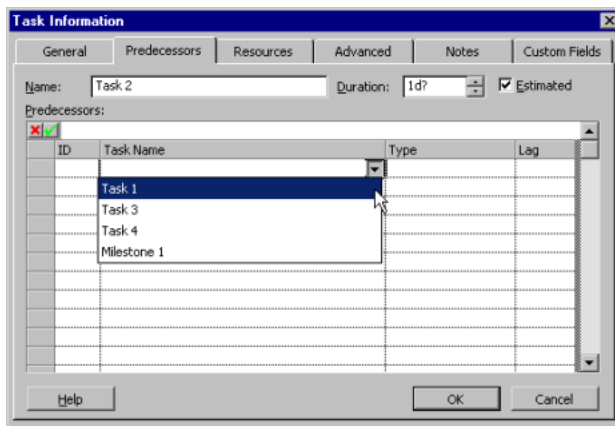 Task Information
General Predecessors Resources Advanced Notes Custom Fields
Name: Task 2 Duration: 1d? Estimated
Predecessors:
ID Task Name Type Lag
Task 1
Task 3
Task 4
Milestone 1
Help OK Cancel